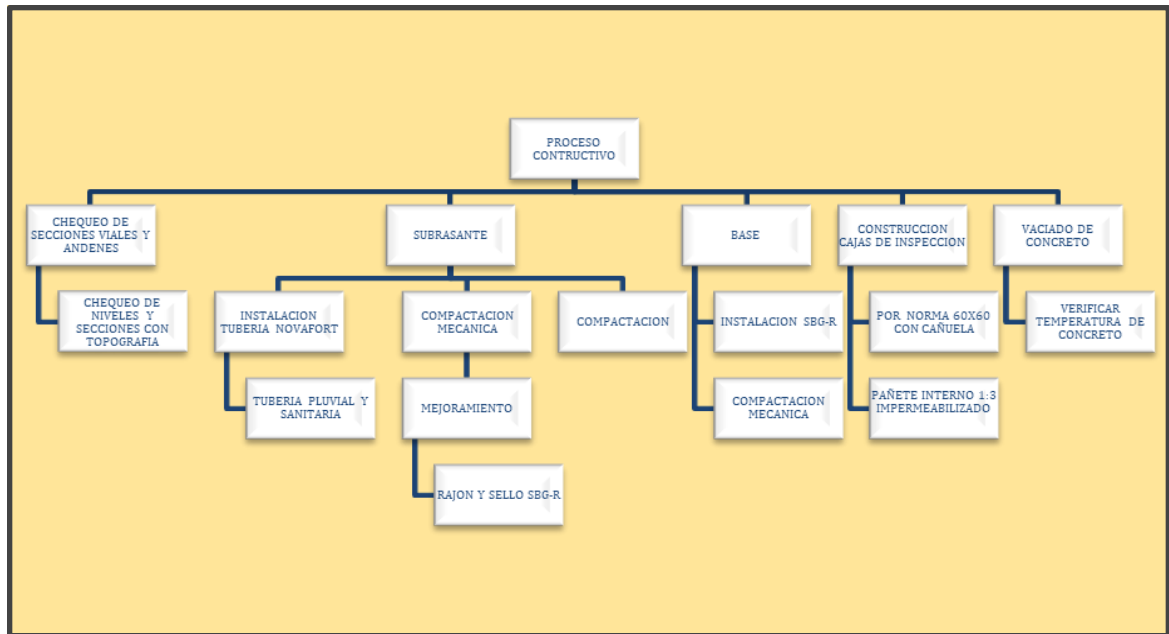 PROCESO
CONTRUCTIVO
CHEQUEO DE
SECCIONES VIALES Y
ANDENES
SUBRASANTE
BASE
CONSTRUCCION
CAJAS DE INSPECCION
VACIADO DE
CONCRETO
CHEQUEO DE
NIVELES Y
SECCIONES CON
TOPOGRAFIA
INSTALACION
TUBERIA NOVAFORT
COMPACTACION
MECANICA
COMPACTACION
INSTALACION SBG-R
POR NORMA 60X60
CON CAÑUELA
VERIFICAR
TEMPERATURA DE
CONCRETO
TUBERIA PLUVIAL Y
SANITARIA
MEJORAMIENTO
COMPACTACION
MECANICA
PAÑETE INTERNO 1:3
IMPERMEABILIZADO
RAJON Y SELLO SBG-R